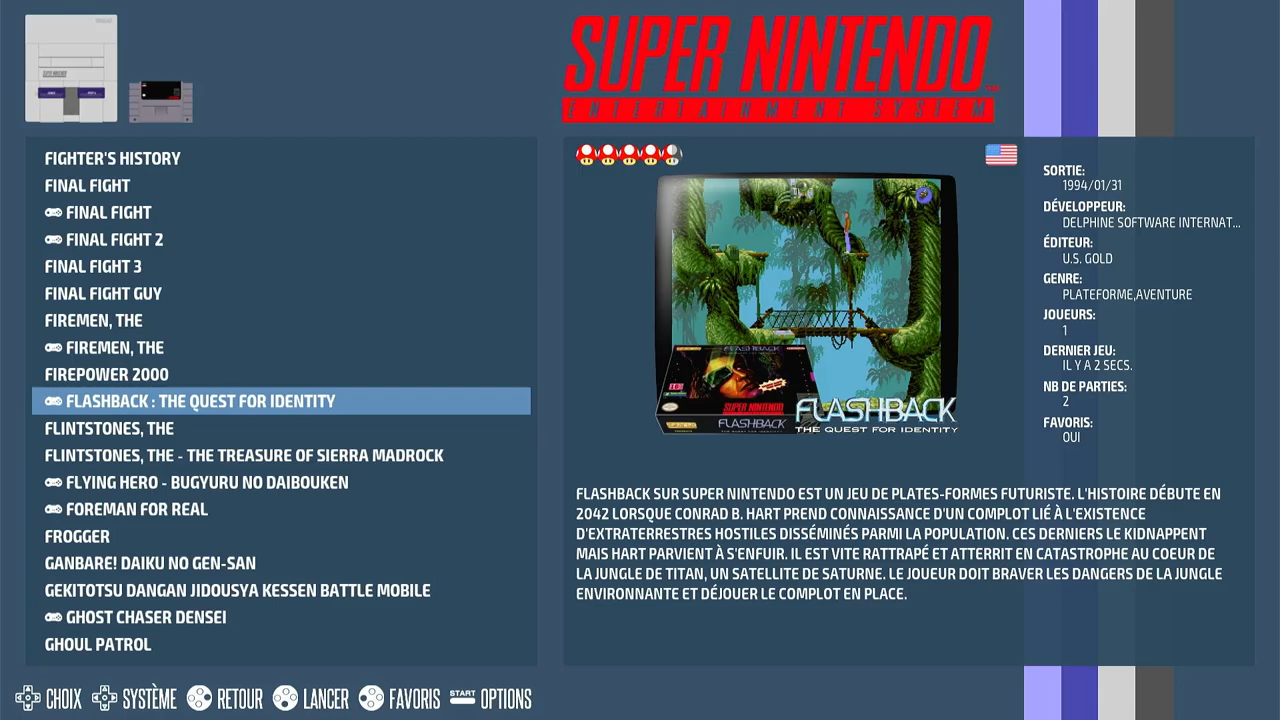 SUPER NINTENDO
ENTERTAINMENT SYSTEM
FIGHTER'S HISTORY
FINAL FIGHT
FINAL FIGHT
FINAL FIGHT 2
FINAL FIGHT 3
FINAL FIGHT GUY
FIREMEN, THE
FIREMEN, THE
FIREPOWER 2000
FLASHBACK : THE QUEST FOR IDENTITY
FLINTSTONES, THE
FLINTSTONES, THE - THE TREASURE OF SIERRA MADROCK
FLYING HERO - BUGYURU NO DAIBOUKEN
FOREMAN FOR REAL
FROGGER
GANBARE! DAIKU NO GEN-SAN
GEKITOTSU DANGAN JIDOUSYA KESSEN BATTLE MOBILE
GHOST CHASER DENSEI
GHOUL PATROL
FLASHBACK
SUPER NINTENDO
FLASHBACK
FLASHBACK
THE QUEST FOR IDENTITY
SORTIE:
1994/01/31
DÉVELOPPEUR:
DELPHINE SOFTWARE INTERNAT...
ÉDITEUR:
U.S. GOLD
GENRE:
PLATEFORME,AVENTURE
JOUEURS:
1
DERNIER JEU:
IL Y A 2 SECS.
NB DE PARTIES:
2
FAVORIS:
OUI
FLASHBACK SUR SUPER NINTENDO EST UN JEU DE PLATES-FORMES FUTURISTE. L'HISTOIRE DÉBUTE EN
2042 LORSQUE CONRAD B. HART PREND CONNAISSANCE D'UN COMPLOT LIÉ À L'EXISTENCE
D'EXTRATERRESTRES HOSTILES DISSÉMINÉS PARMI LA POPULATION. CES DERNIERS LE KIDNAPPENT
MAIS HART PARVIENT À S'ENFUIR. IL EST VITE RATTRAPÉ ET ATTERRIT EN CATASTROPHE AU COEUR DE
LA JUNGLE DE TITAN, UN SATELLITE DE SATURNE. LE JOUEUR DOIT BRAVER LES DANGERS DE LA JUNGLE
ENVIRONNANTE ET DÉJOUER LE COMPLOT EN PLACE.
CHOIX SYSTÈME RETOUR LANCER FAVORIS START OPTIONS